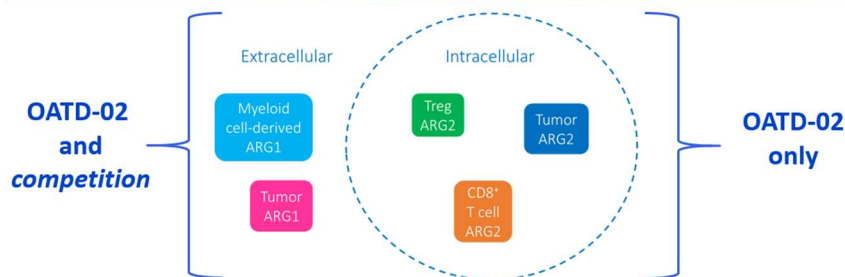 OATD-02
and
competition
Extracellular
Intracellular
Myeloid
cell-derived
ARG1
Tumor
ARG1
Treg
ARG2
Tumor
ARG2
CD8⁺
T cell
ARG2
OATD-02
only